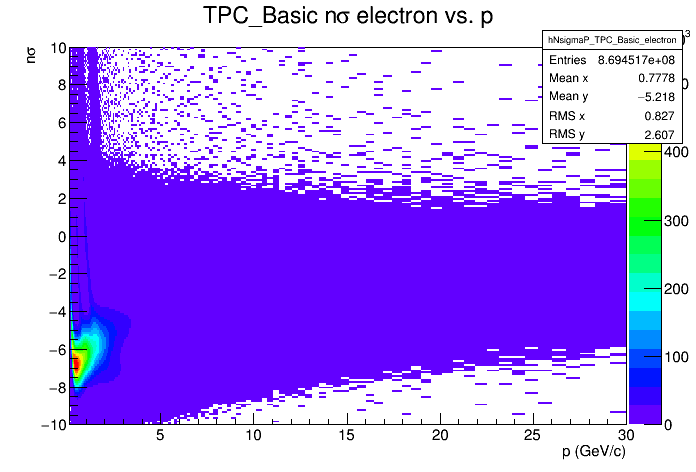 TPC_Basic nσ electron vs. p
hNsigmaP_TPC_Basic_electron
Entries 8.694517e+08
Mean x 0.7778
Mean y −5.218
RMS x 0.827
RMS y 2.607
nσ
10
8
6
4
2
0
−2
−4
−6
−8
−10
5
10
15
20
25
30
p (GeV/c)
3
0
400
300
200
100
0